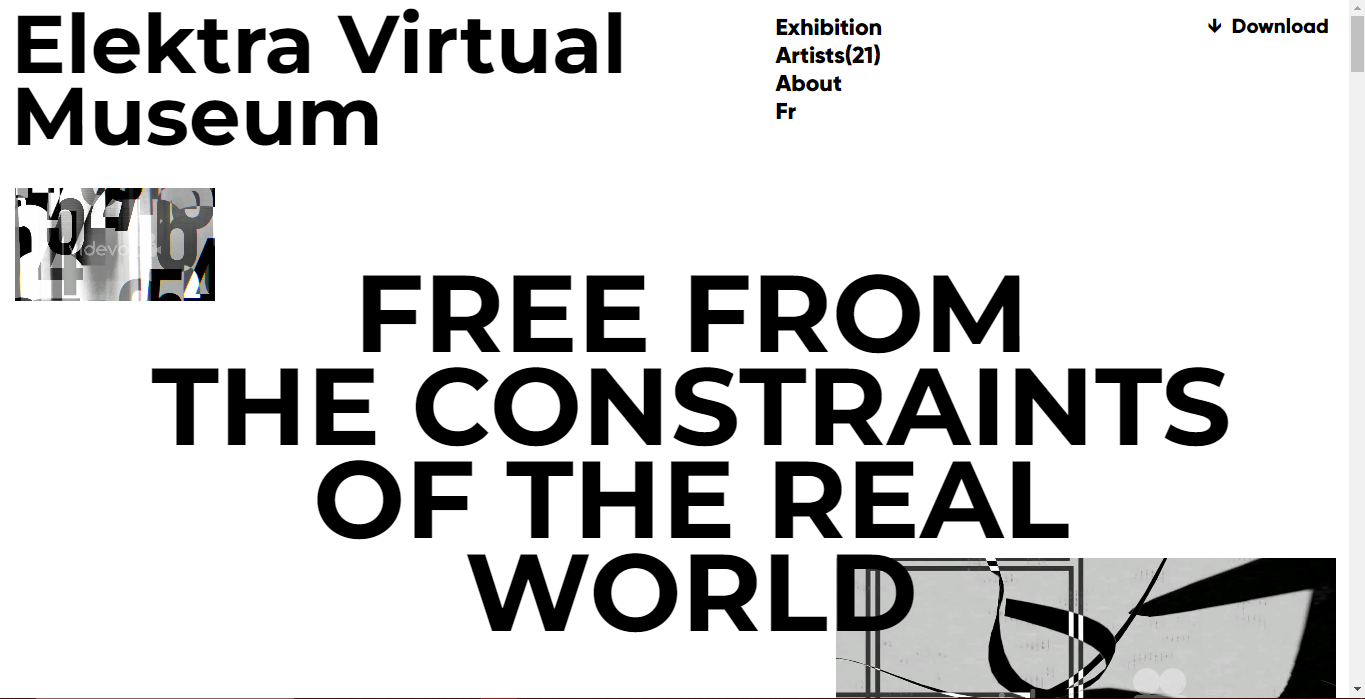 Elektra Virtual
Museum
Exhibition
Artists(21)
About
Fr
↓ Download
FREE FROM
THE CONSTRAINTS
OF THE REAL
WORLD